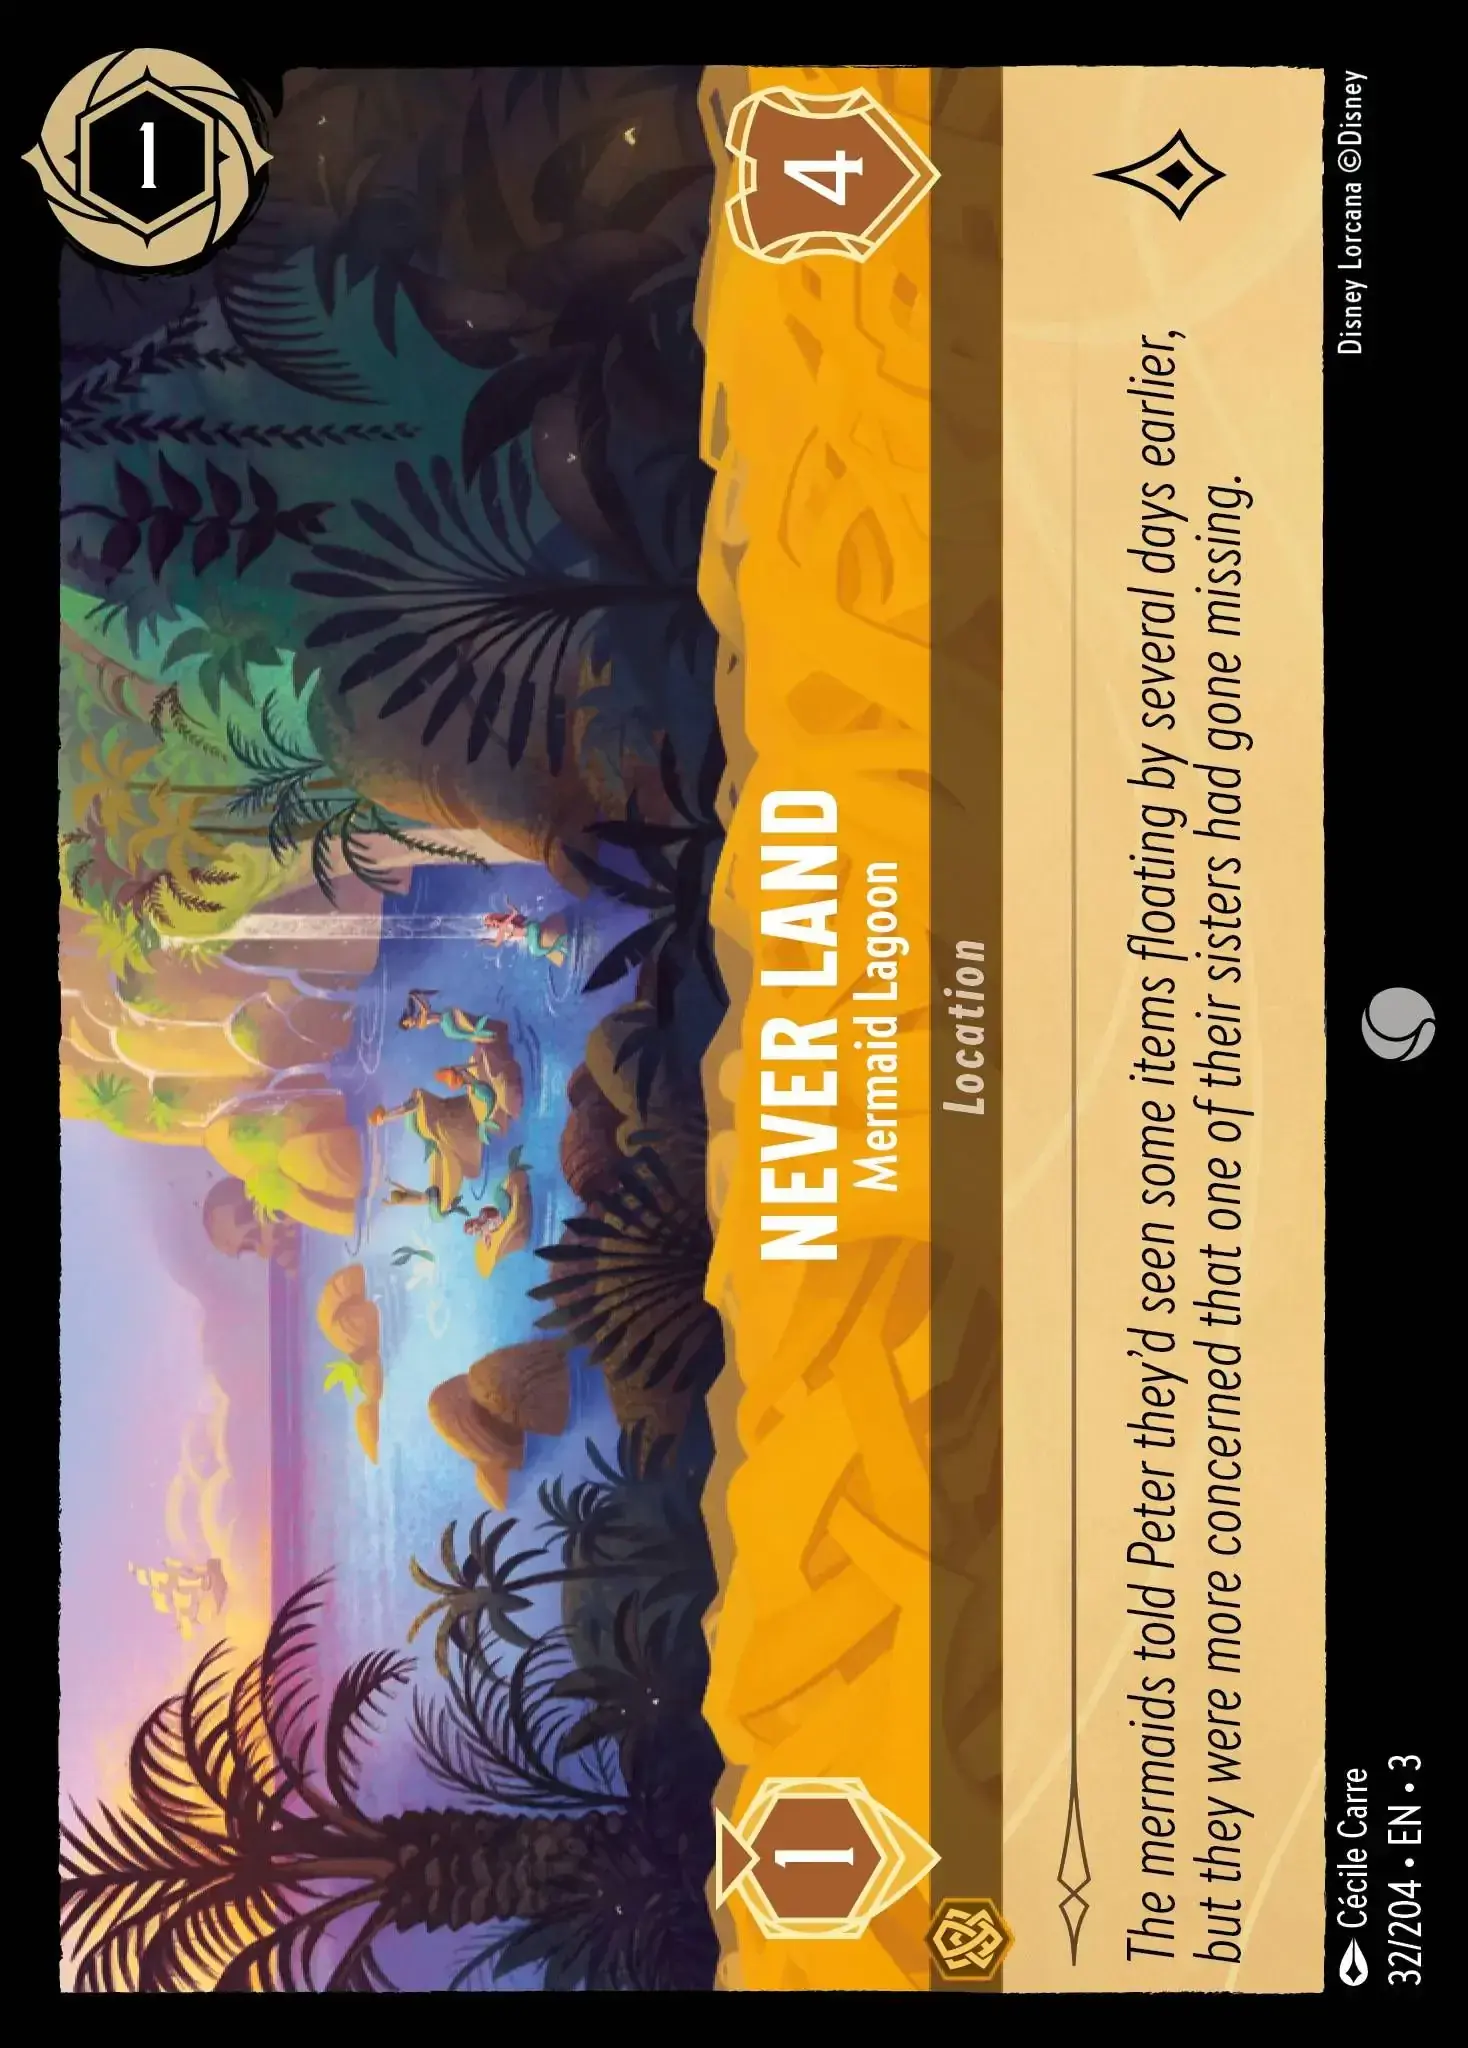 1
NEVER LAND
Mermaid Lagoon
1
4
Location
The mermaids told Peter they'd seen some items floating by several days earlier,
but they were more concerned that one of their sisters had gone missing.
Cécile Carre
Disney Lorcana ©Disney
32/204 • EN • 3